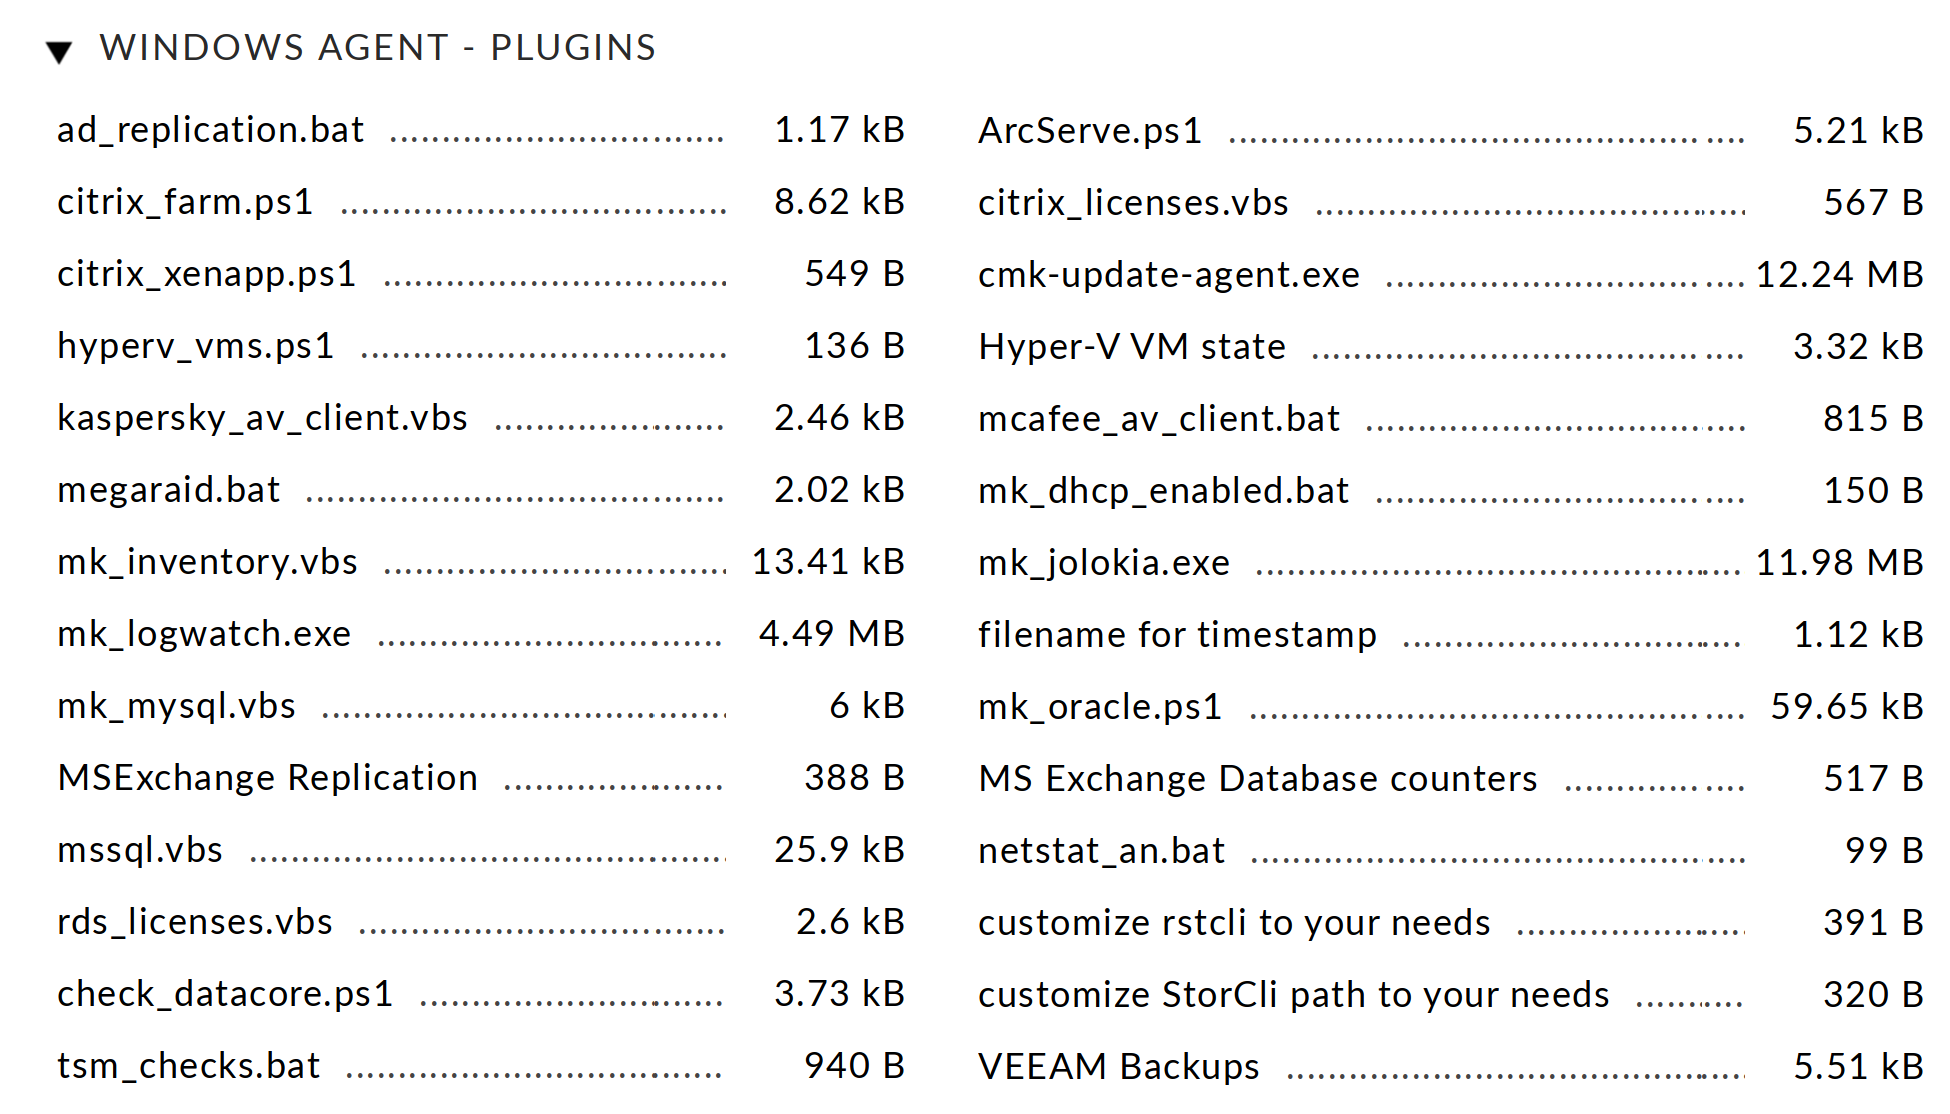 WINDOWS AGENT - PLUGINS
ad_replication.bat ........ 1.17 kB
ArcServe.ps1 ........ 5.21 kB
citrix_farm.ps1 ........ 8.62 kB
citrix_licenses.vbs ........ 567 B
citrix_xenapp.ps1 ........ 549 B
cmk-update-agent.exe ........ 12.24 MB
hyperv_vms.ps1 ........ 136 B
Hyper-V VM state ........ 3.32 kB
kaspersky_av_client.vbs ........ 2.46 kB
mcafee_av_client.bat ........ 815 B
megaraid.bat ........ 2.02 kB
mk_dhcp_enabled.bat ........ 150 B
mk_inventory.vbs ........ 13.41 kB
mk_jolokia.exe ........ 11.98 MB
mk_logwatch.exe ........ 4.49 MB
filename for timestamp ........ 1.12 kB
mk_mysql.vbs ........ 6 kB
mk_oracle.ps1 ........ 59.65 kB
MSExchange Replication ........ 388 B
MS Exchange Database counters ........ 517 B
mssql.vbs ........ 25.9 kB
netstat_an.bat ........ 99 B
rds_licenses.vbs ........ 2.6 kB
customize rstcli to your needs ........ 391 B
check_datacore.ps1 ........ 3.73 kB
customize StorCli path to your needs ........ 320 B
tsm_checks.bat ........ 940 B
VEEAM Backups ........ 5.51 kB